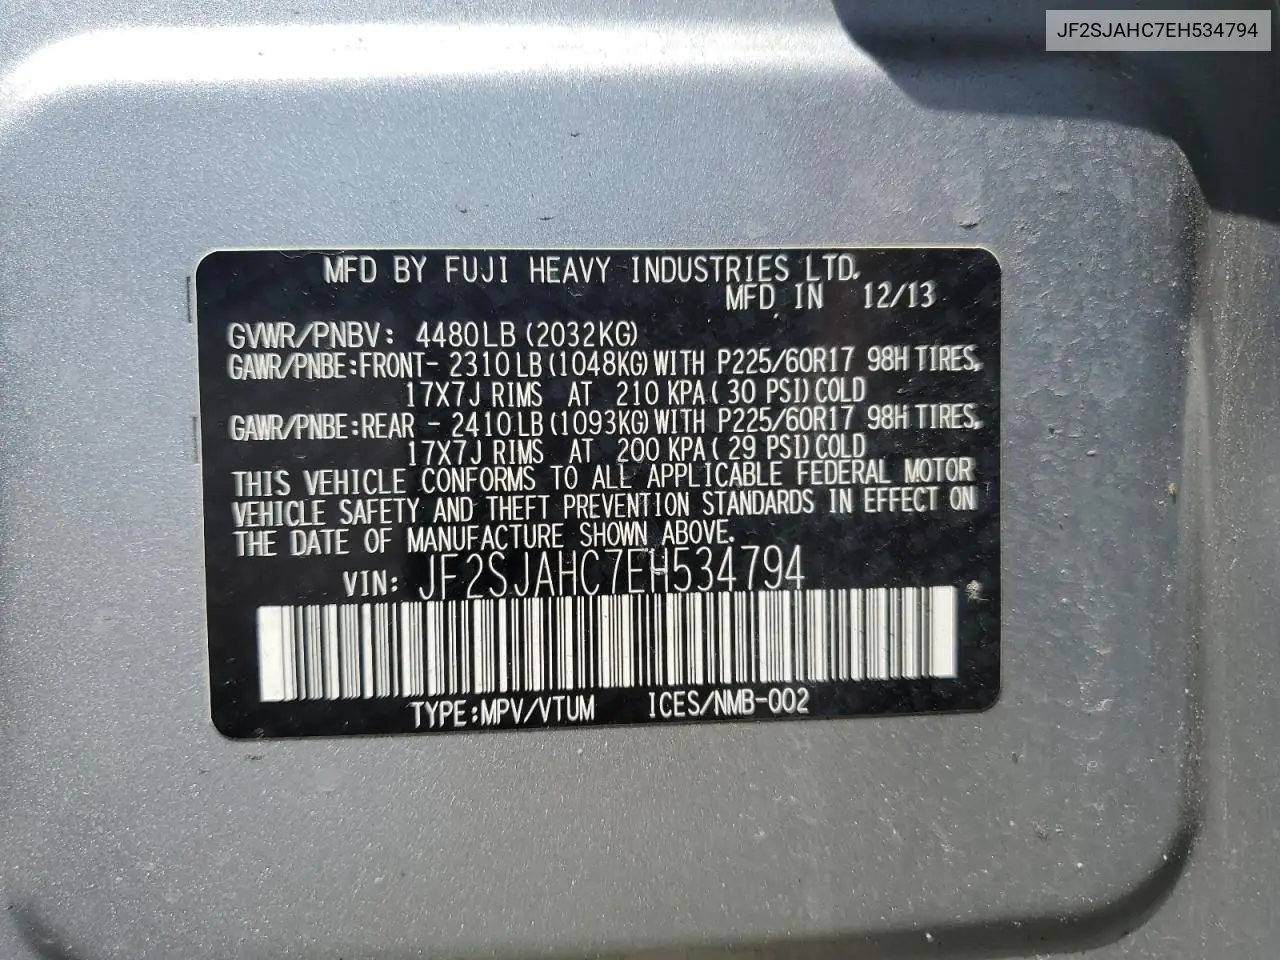 JF2SJAHC7EH534794
MFD BY FUJI HEAVY INDUSTRIES LTD.
MFD IN 12/13
GVWR/PNBV: 4480LB (2032KG)
GAWR/PNBE:FRONT- 2310LB (1048KG) WITH P225/60R17 98H TIRES,
17X7J RIMS AT 210 KPA( 30 PSI) COLD
GAWR/PNBE:REAR - 2410LB (1093KG) WITH P225/60R17 98H TIRES,
17X7J RIMS AT 200 KPA( 29 PSI) COLD
THIS VEHICLE CONFORMS TO ALL APPLICABLE FEDERAL MOTOR
VEHICLE SAFETY AND THEFT PREVENTION STANDARDS IN EFFECT ON
THE DATE OF MANUFACTURE SHOWN ABOVE.
VIN: JF2SJAHC7EH534794
TYPE:MPV/VTUM ICES/NMB-002